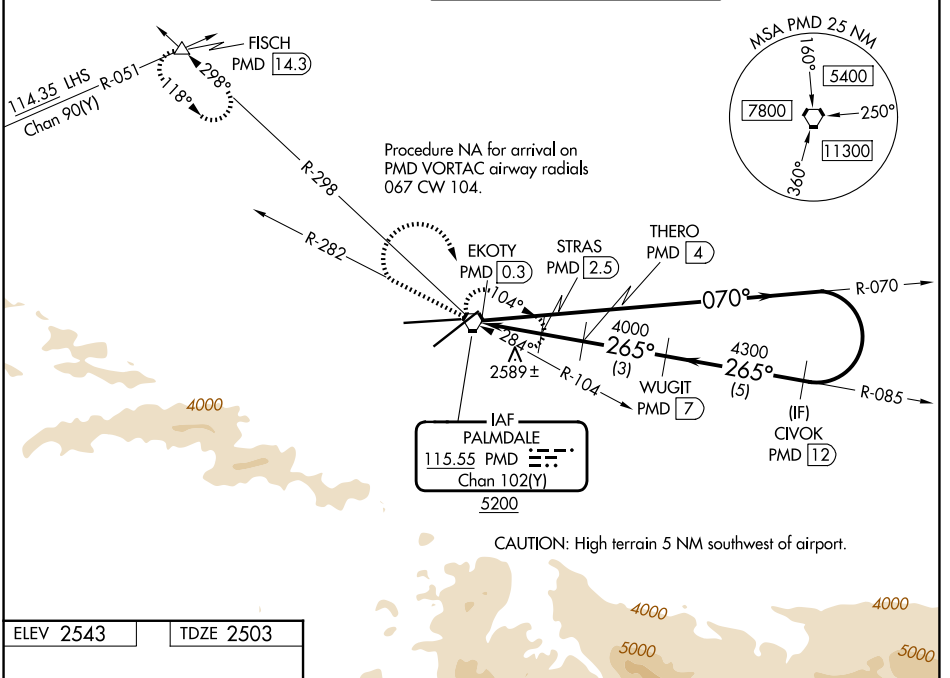 FISCH
PMD 14.3
114.35 LHS
R-051
Chan 90(Y)
298°
118°
R-298
MSA PMD 25 NM
160°
5400
7800
250°
11300
360°
Procedure NA for arrival on
PMD VORTAC airway radials
067 CW 104.
R-282
EKOTY
PMD 0.3
STRAS
PMD 2.5
THERO
PMD 4
104°
070°
R-070
284°
4000
265°
(3)
4300
265°
(5)
2589 ±
R-104
WUGIT
PMD 7
R-085
(IF)
CIVOK
PMD 12
IAF
PALMDALE
115.55 PMD
Chan 102(Y)
5200
4000
CAUTION: High terrain 5 NM southwest of airport.
4000
4000
5000
5000
ELEV 2543
TDZE 2503